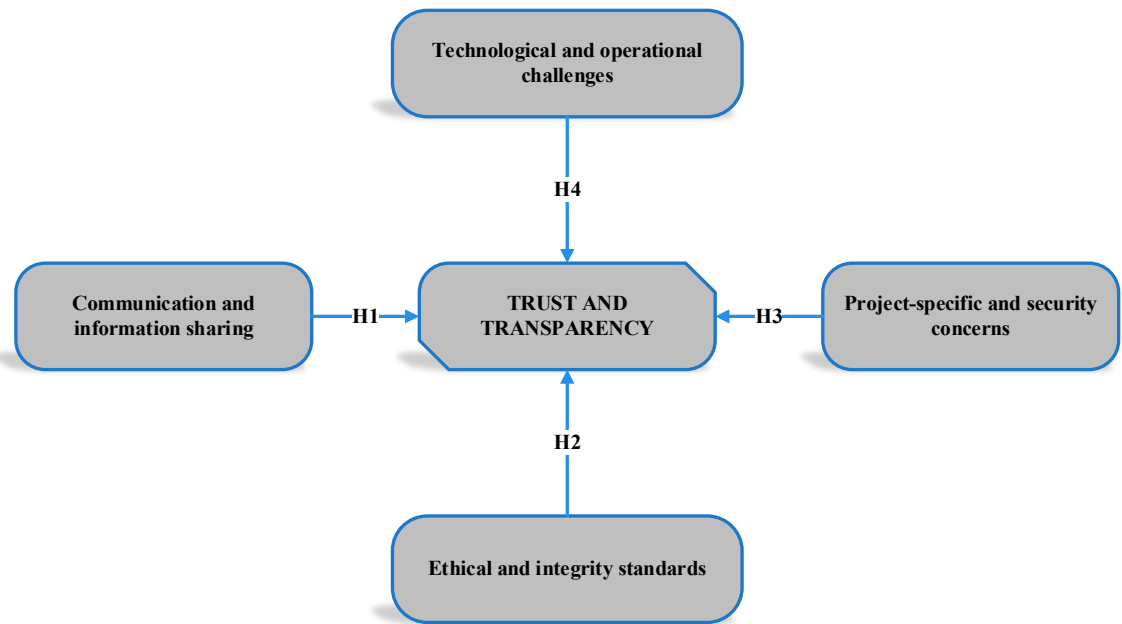 Technological and operational
challenges
H4
Communication and
information sharing
H1
TRUST AND
TRANSPARENCY
H3
Project-specific and security
concerns
H2
Ethical and integrity standards